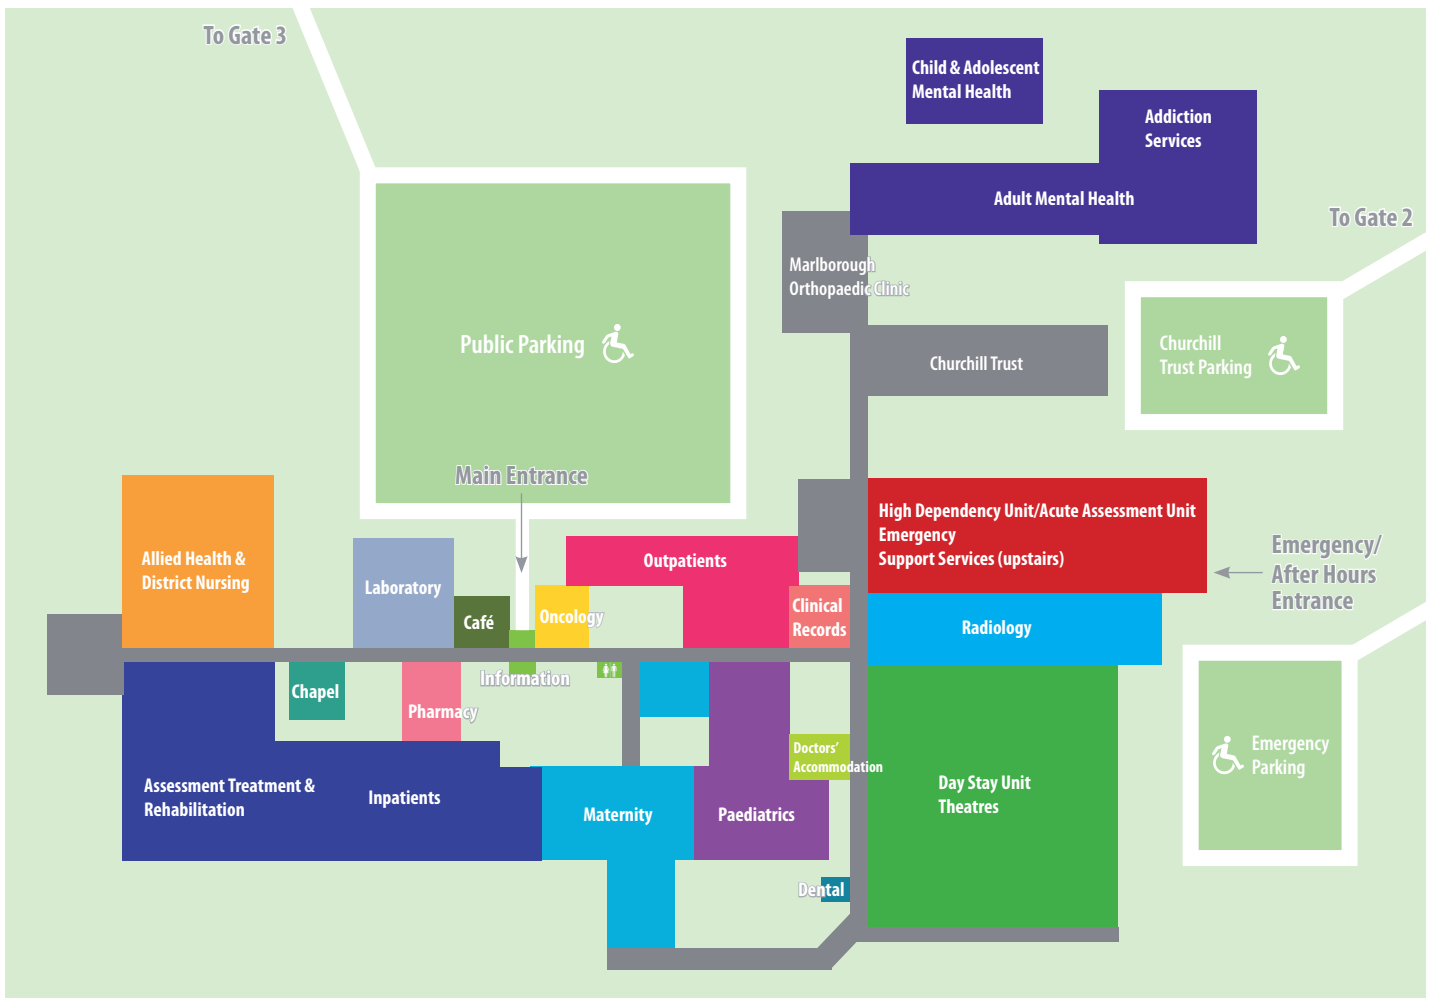 To Gate 3
Child & Adolescent
Mental Health
Addiction
Services
Adult Mental Health
To Gate 2
Marlborough
Orthopaedic Clinic
Public Parking
Churchill Trust
Churchill
Trust Parking
Main Entrance
High Dependency Unit/Acute Assessment Unit
Emergency
Support Services (upstairs)
Emergency/
After Hours
Entrance
Allied Health &
District Nursing
Laboratory
Café
Oncology
Outpatients
Clinical
Records
Radiology
Information
Chapel
Pharmacy
Doctors'
Accommodation
Emergency
Parking
Assessment Treatment &
Rehabilitation
Inpatients
Maternity
Paediatrics
Day Stay Unit
Theatres
Dental